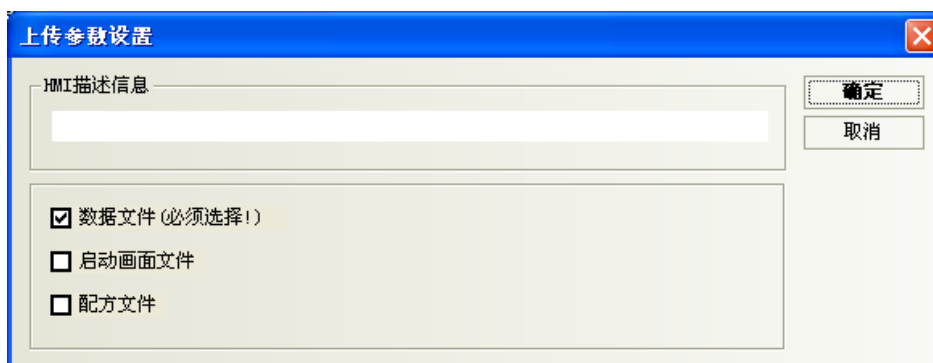 上传参数设置
HMI描述信息
确定
取消
数据文件(必须选择!)
启动画面文件
配方文件